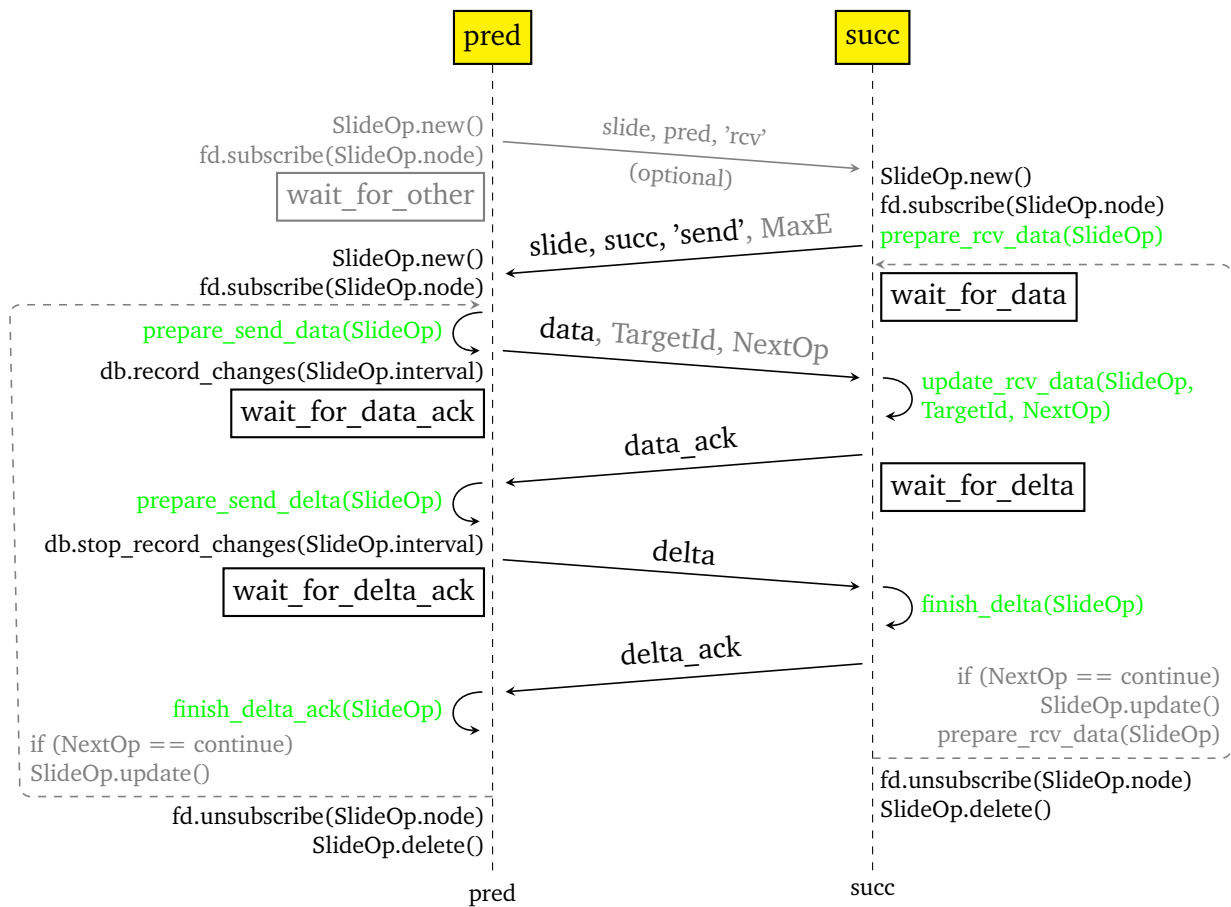 pred
succ
SlideOp.new()
fd.subscribe(SlideOp.node)
wait_for_other
slide, pred, 'rcv'
(optional)
SlideOp.new()
fd.subscribe(SlideOp.node)
prepare_rcv_data(SlideOp)
slide, succ, 'send', MaxE
SlideOp.new()
fd.subscribe(SlideOp.node)
wait_for_data
prepare_send_data(SlideOp)
data, TargetId, NextOp
db.record_changes(SlideOp.interval)
wait_for_data_ack
update_rcv_data(SlideOp,
TargetId, NextOp)
data_ack
wait_for_delta
prepare_send_delta(SlideOp)
db.stop_record_changes(SlideOp.interval)
wait_for_delta_ack
delta
finish_delta(SlideOp)
delta_ack
if (NextOp == continue)
SlideOp.update()
prepare_rcv_data(SlideOp)
finish_delta_ack(SlideOp)
if (NextOp == continue)
SlideOp.update()
fd.unsubscribe(SlideOp.node)
SlideOp.delete()
fd.unsubscribe(SlideOp.node)
SlideOp.delete()
pred
succ